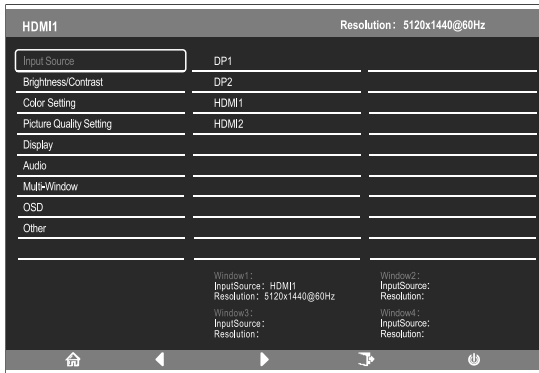 HDMI1
Resolution: 5120x1440@60Hz
Input Source
DP1
Brightness/Contrast
DP2
Color Setting
HDMI1
Picture Quality Setting
HDMI2
Display
Audio
Multi-Window
OSD
Other
Window1:
InputSource: HDMI1
Resolution: 5120x1440@60Hz
Window2:
InputSource:
Resolution:
Window3:
InputSource:
Resolution:
Window4:
InputSource:
Resolution: